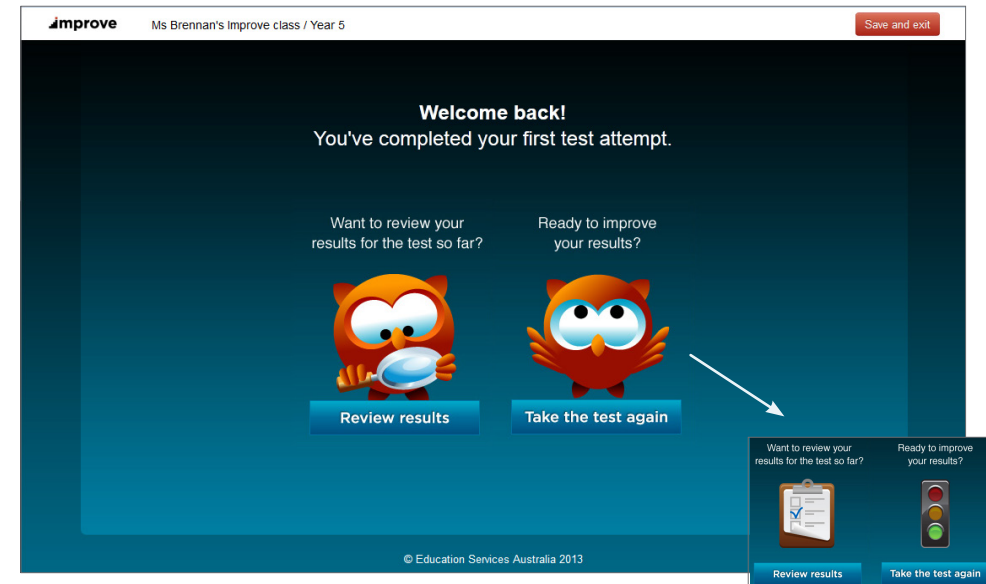 improve
Ms Brennan's Improve class / Year 5
Save and exit
Welcome back!
You've completed your first test attempt.
Want to review your
results for the test so far?
Ready to improve
your results?
Review results
Take the test again
Want to review your
results for the test so far?
Ready to improve
your results?
Review results
Take the test again
© Education Services Australia 2013